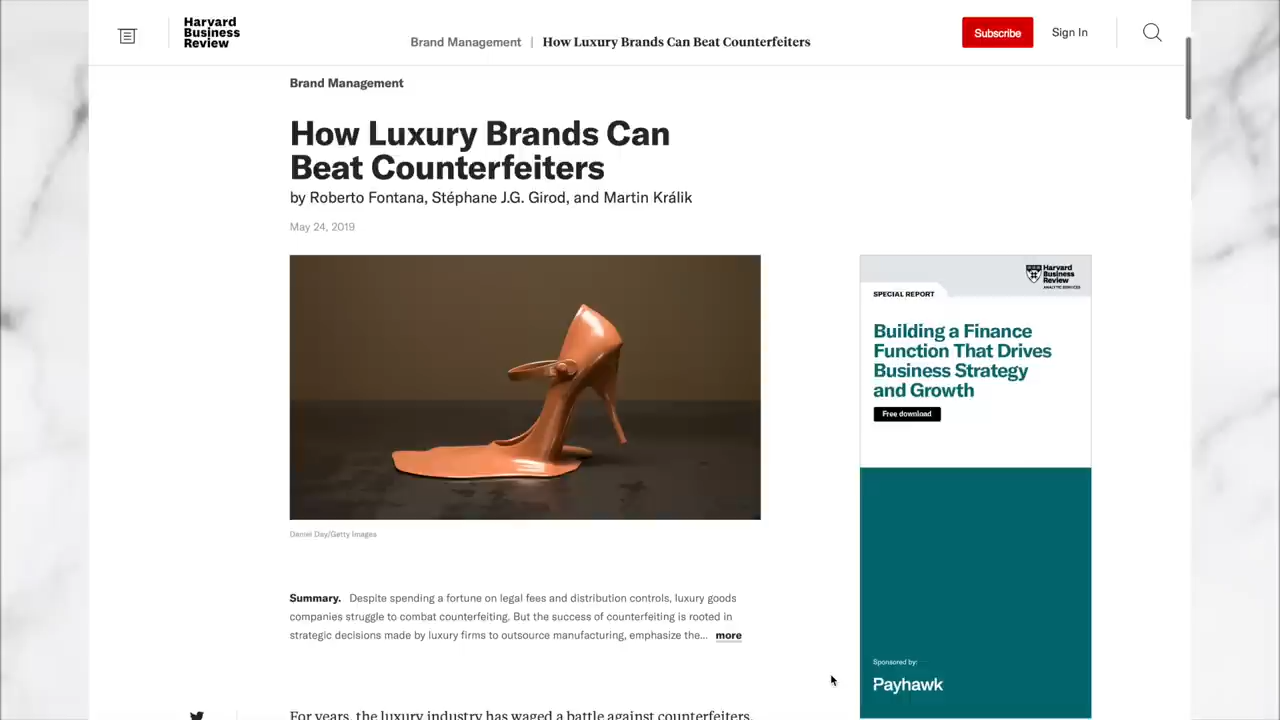 Harvard
Business
Review
Brand Management | How Luxury Brands Can Beat Counterfeiters
Subscribe
Sign In
Brand Management
How Luxury Brands Can
Beat Counterfeiters
by Roberto Fontana, Stéphane J.G. Girod, and Martin Králik
May 24, 2019
Daniel Day/Getty Images
Summary. Despite spending a fortune on legal fees and distribution controls, luxury goods
companies struggle to combat counterfeiting. But the success of counterfeiting is rooted in
strategic decisions made by luxury firms to outsource manufacturing, emphasize the... more
For years, the luxury industry has waged a battle against counterfeiters,
Harvard
Business
Review
ANALYTIC SERVICES
SPECIAL REPORT
Building a Finance
Function That Drives
Business Strategy
and Growth
Free download
Sponsored by:
Payhawk